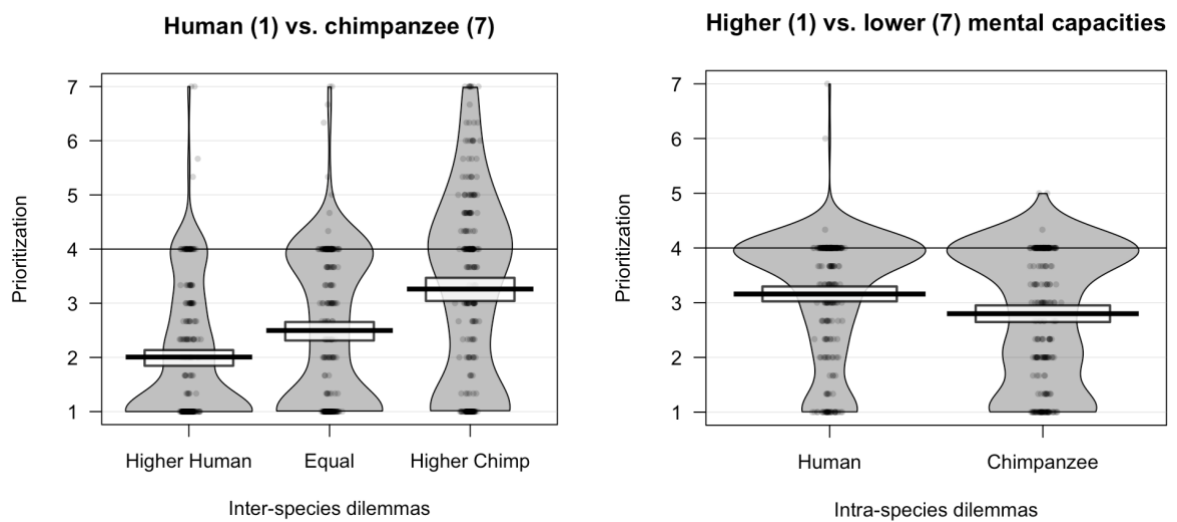 Human (1) vs. chimpanzee (7)
Prioritization
7
6
5
4
3
2
1
Higher Human
Equal
Higher Chimp
Inter-species dilemmas
Higher (1) vs. lower (7) mental capacities
Prioritization
7
6
5
4
3
2
1
Human
Chimpanzee
Intra-species dilemmas